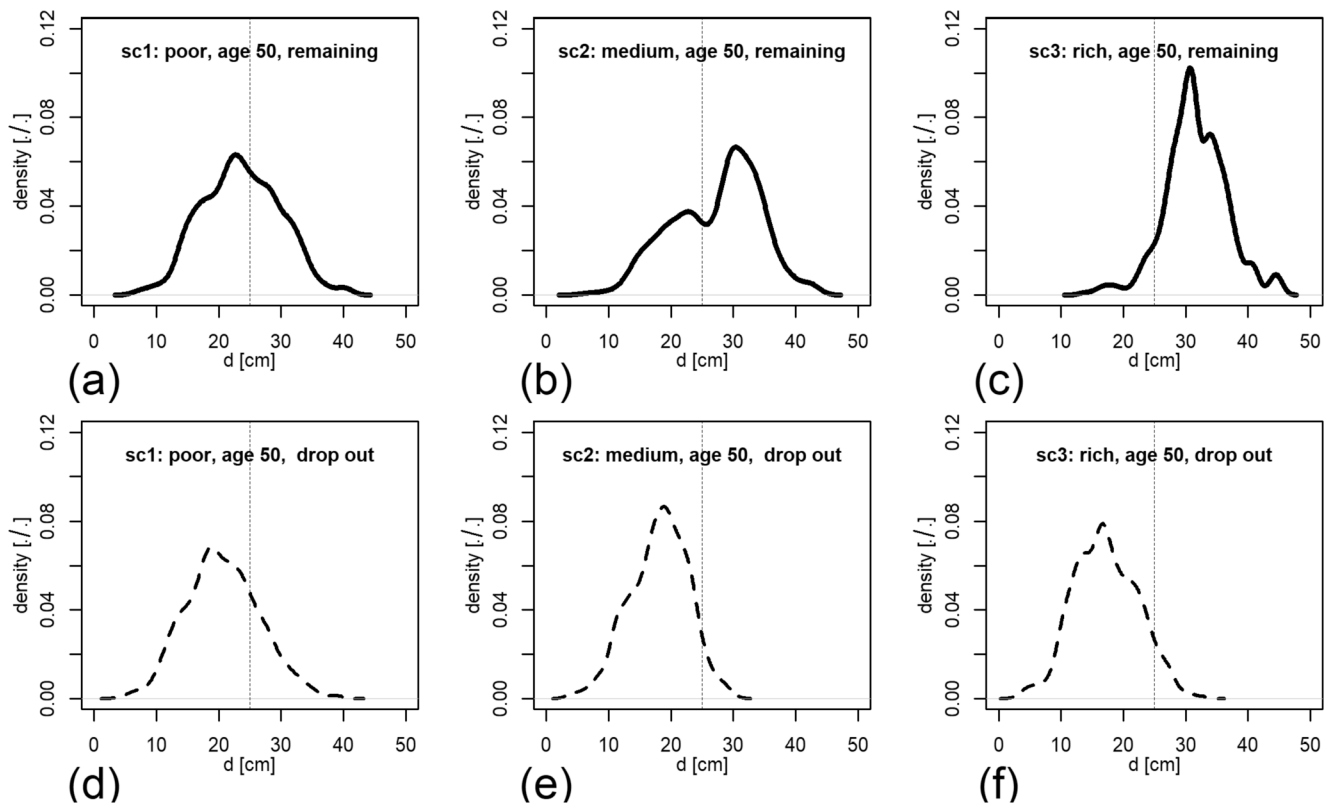 sc1: poor, age 50, remaining
density [./.]
0.00 0.04 0.08 0.12
0 10 20 30 40 50
d [cm]
(a)
sc2: medium, age 50, remaining
density [./.]
0.00 0.04 0.08 0.12
0 10 20 30 40 50
d [cm]
(b)
sc3: rich, age 50, remaining
density [./.]
0.00 0.04 0.08 0.12
0 10 20 30 40 50
d [cm]
(c)
sc1: poor, age 50, drop out
density [./.]
0.00 0.04 0.08 0.12
0 10 20 30 40 50
d [cm]
(d)
sc2: medium, age 50, drop out
density [./.]
0.00 0.04 0.08 0.12
0 10 20 30 40 50
d [cm]
(e)
sc3: rich, age 50, drop out
density [./.]
0.00 0.04 0.08 0.12
0 10 20 30 40 50
d [cm]
(f)